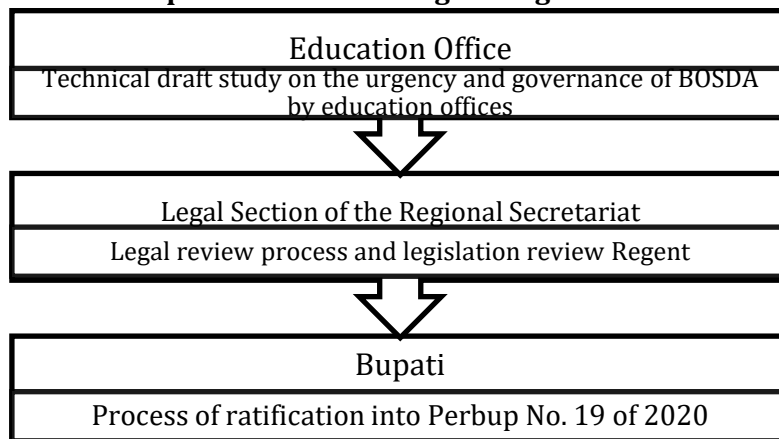 Education Office
Technical draft study on the urgency and governance of BOSDA
by education offices
Legal Section of the Regional Secretariat
Legal review process and legislation review Regent
Bupati
Process of ratification into Perbup No. 19 of 2020